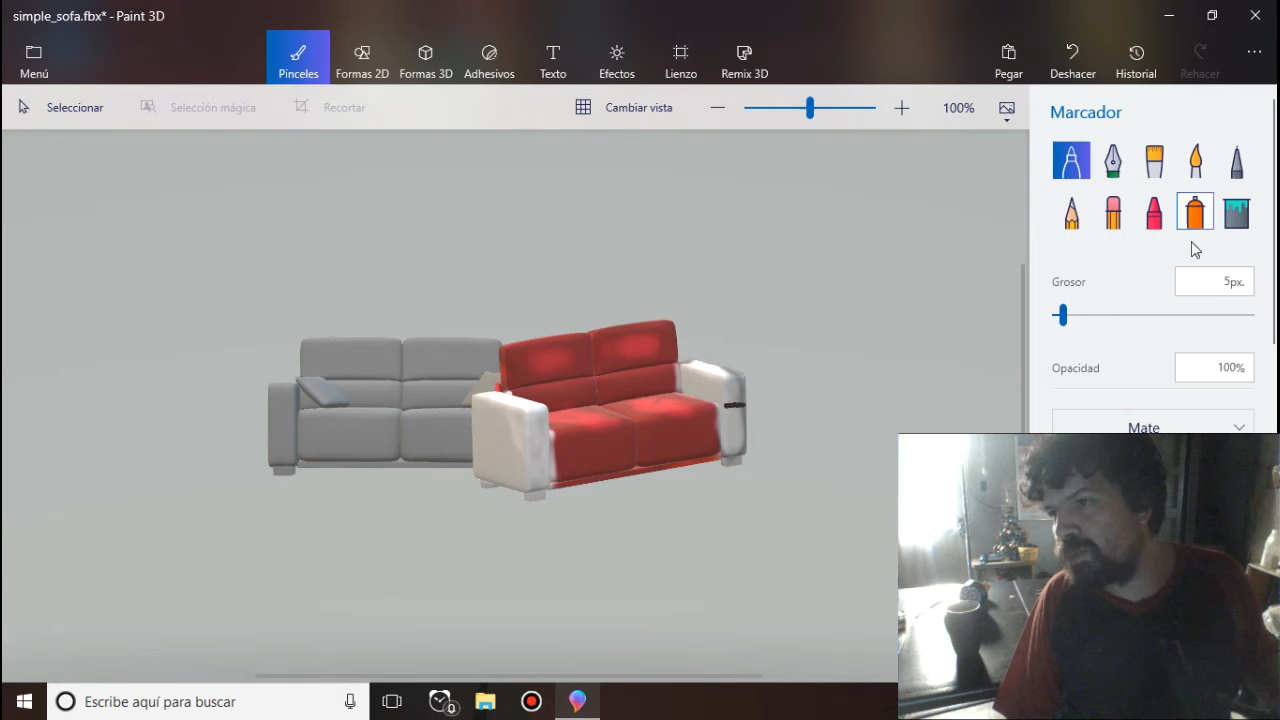 simple_sofa.fbx* - Paint 3D
Menú
Pinceles
Formas 2D
Formas 3D
Adhesivos
Texto
Efectos
Lienzo
Remix 3D
Pegar
Deshacer
Historial
Rehacer
Seleccionar
Selección mágica
Recortar
Cambiar vista
100%
Marcador
Grosor
5px.
Opacidad
100%
Mate
Escribe aquí para buscar